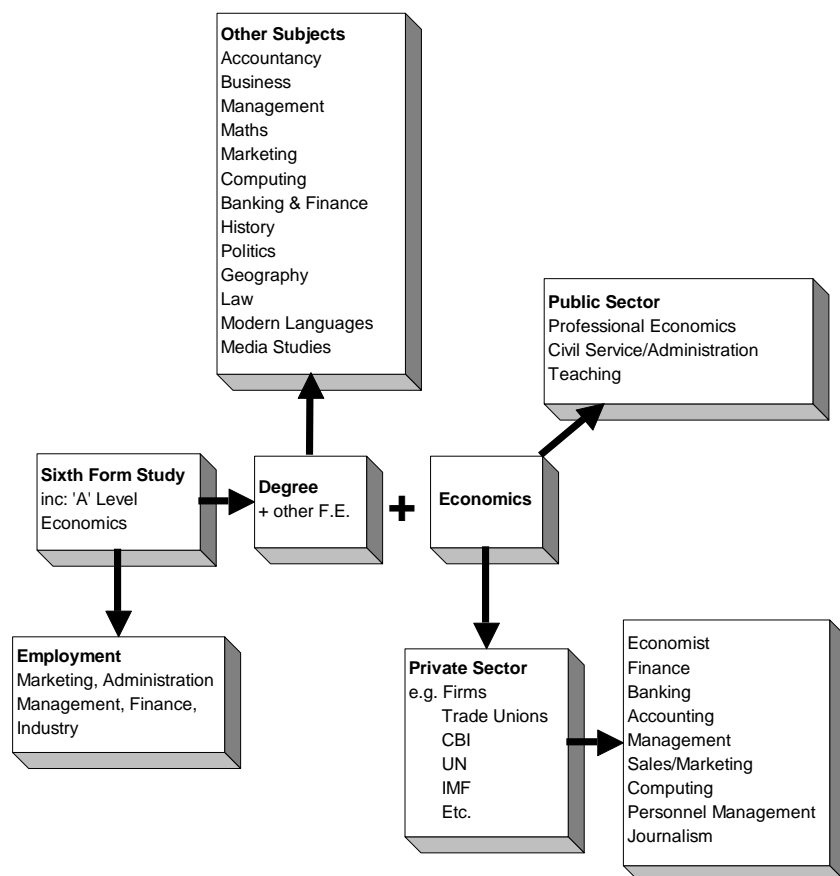 Other Subjects
Accountancy
Business
Management
Maths
Marketing
Computing
Banking & Finance
History
Politics
Geography
Law
Modern Languages
Media Studies
Public Sector
Professional Economics
Civil Service/Administration
Teaching
Sixth Form Study
inc: 'A' Level
Economics
Degree
+ other F.E.
+
Economics
Employment
Marketing, Administration
Management, Finance,
Industry
Private Sector
e.g. Firms
Trade Unions
CBI
UN
IMF
Etc.
Economist
Finance
Banking
Accounting
Management
Sales/Marketing
Computing
Personnel Management
Journalism